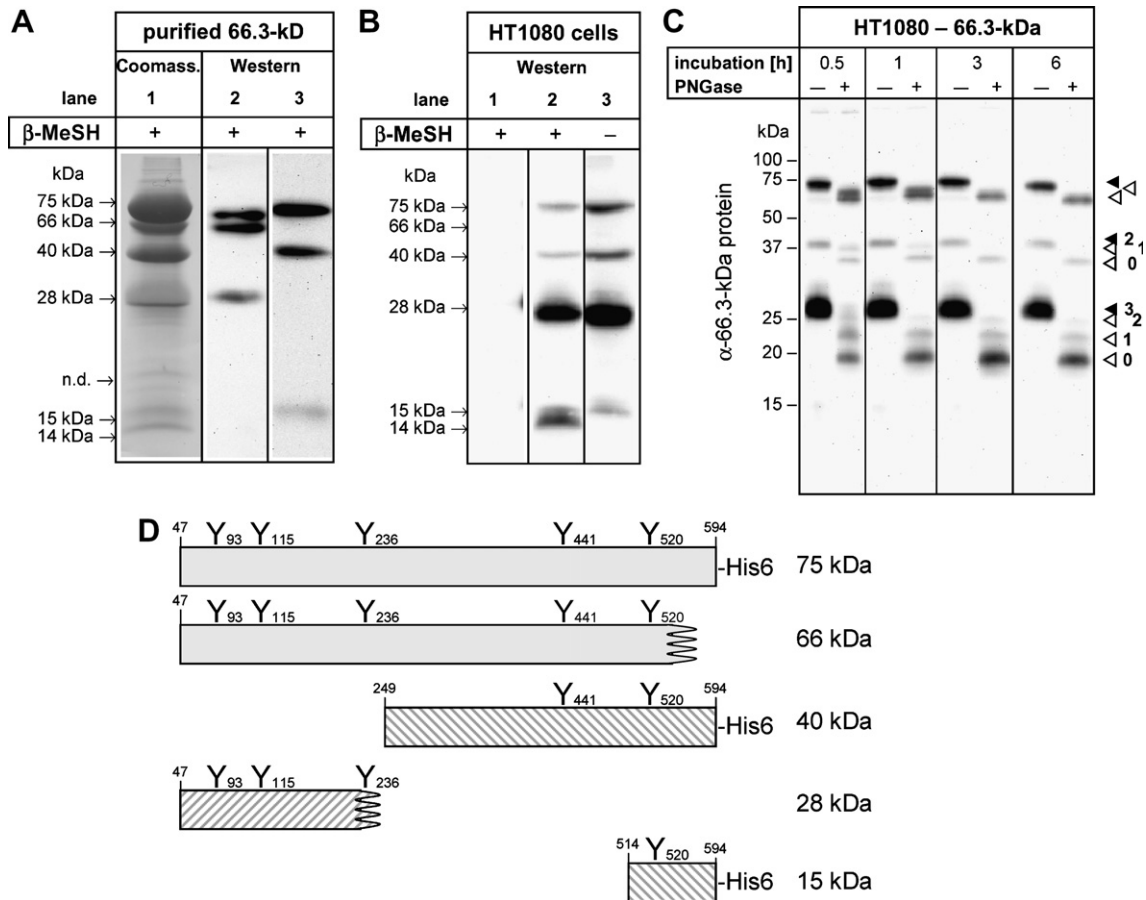 A
purified 66.3-kD
Coomass. Western
lane 1 2 3
β-MeSH + + +
kDa
75 kDa →
66 kDa →
40 kDa →
28 kDa →
n.d. →
15 kDa →
14 kDa →
B
HT1080 cells
Western
lane 1 2 3
β-MeSH + + –
kDa
75 kDa →
66 kDa →
40 kDa →
28 kDa →
15 kDa →
14 kDa →
C
HT1080 – 66.3-kDa
incubation [h] 0.5 1 3 6
PNGase — + — + — + — +
α-66.3-kDa protein
kDa
100
75
50
37
25
20
15
2
1
0
3
2
1
0
D
47 Y93 Y115 Y236 Y441 Y520 594
-His6 75 kDa
47 Y93 Y115 Y236 Y441 Y520
66 kDa
249 Y441 Y520 594
-His6 40 kDa
47 Y93 Y115 Y236
28 kDa
514 Y520 594
-His6 15 kDa